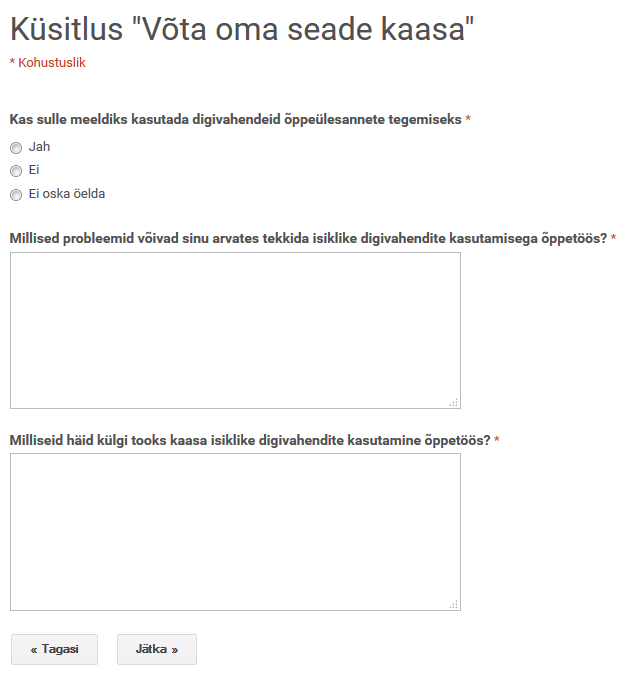 Küsitlus "Võta oma seade kaasa"
* Kohustuslik
Kas sulle meeldiks kasutada digivahendeid õppeülesannete tegemiseks *
Jah
Ei
Ei oska öelda
Millised probleemid võivad sinu arvates tekkida isiklike digivahendite kasutamisega õppetöös? *
Milliseid häid külgi tooks kaasa isiklike digivahendite kasutamine õppetöös? *
« Tagasi
Jätka »